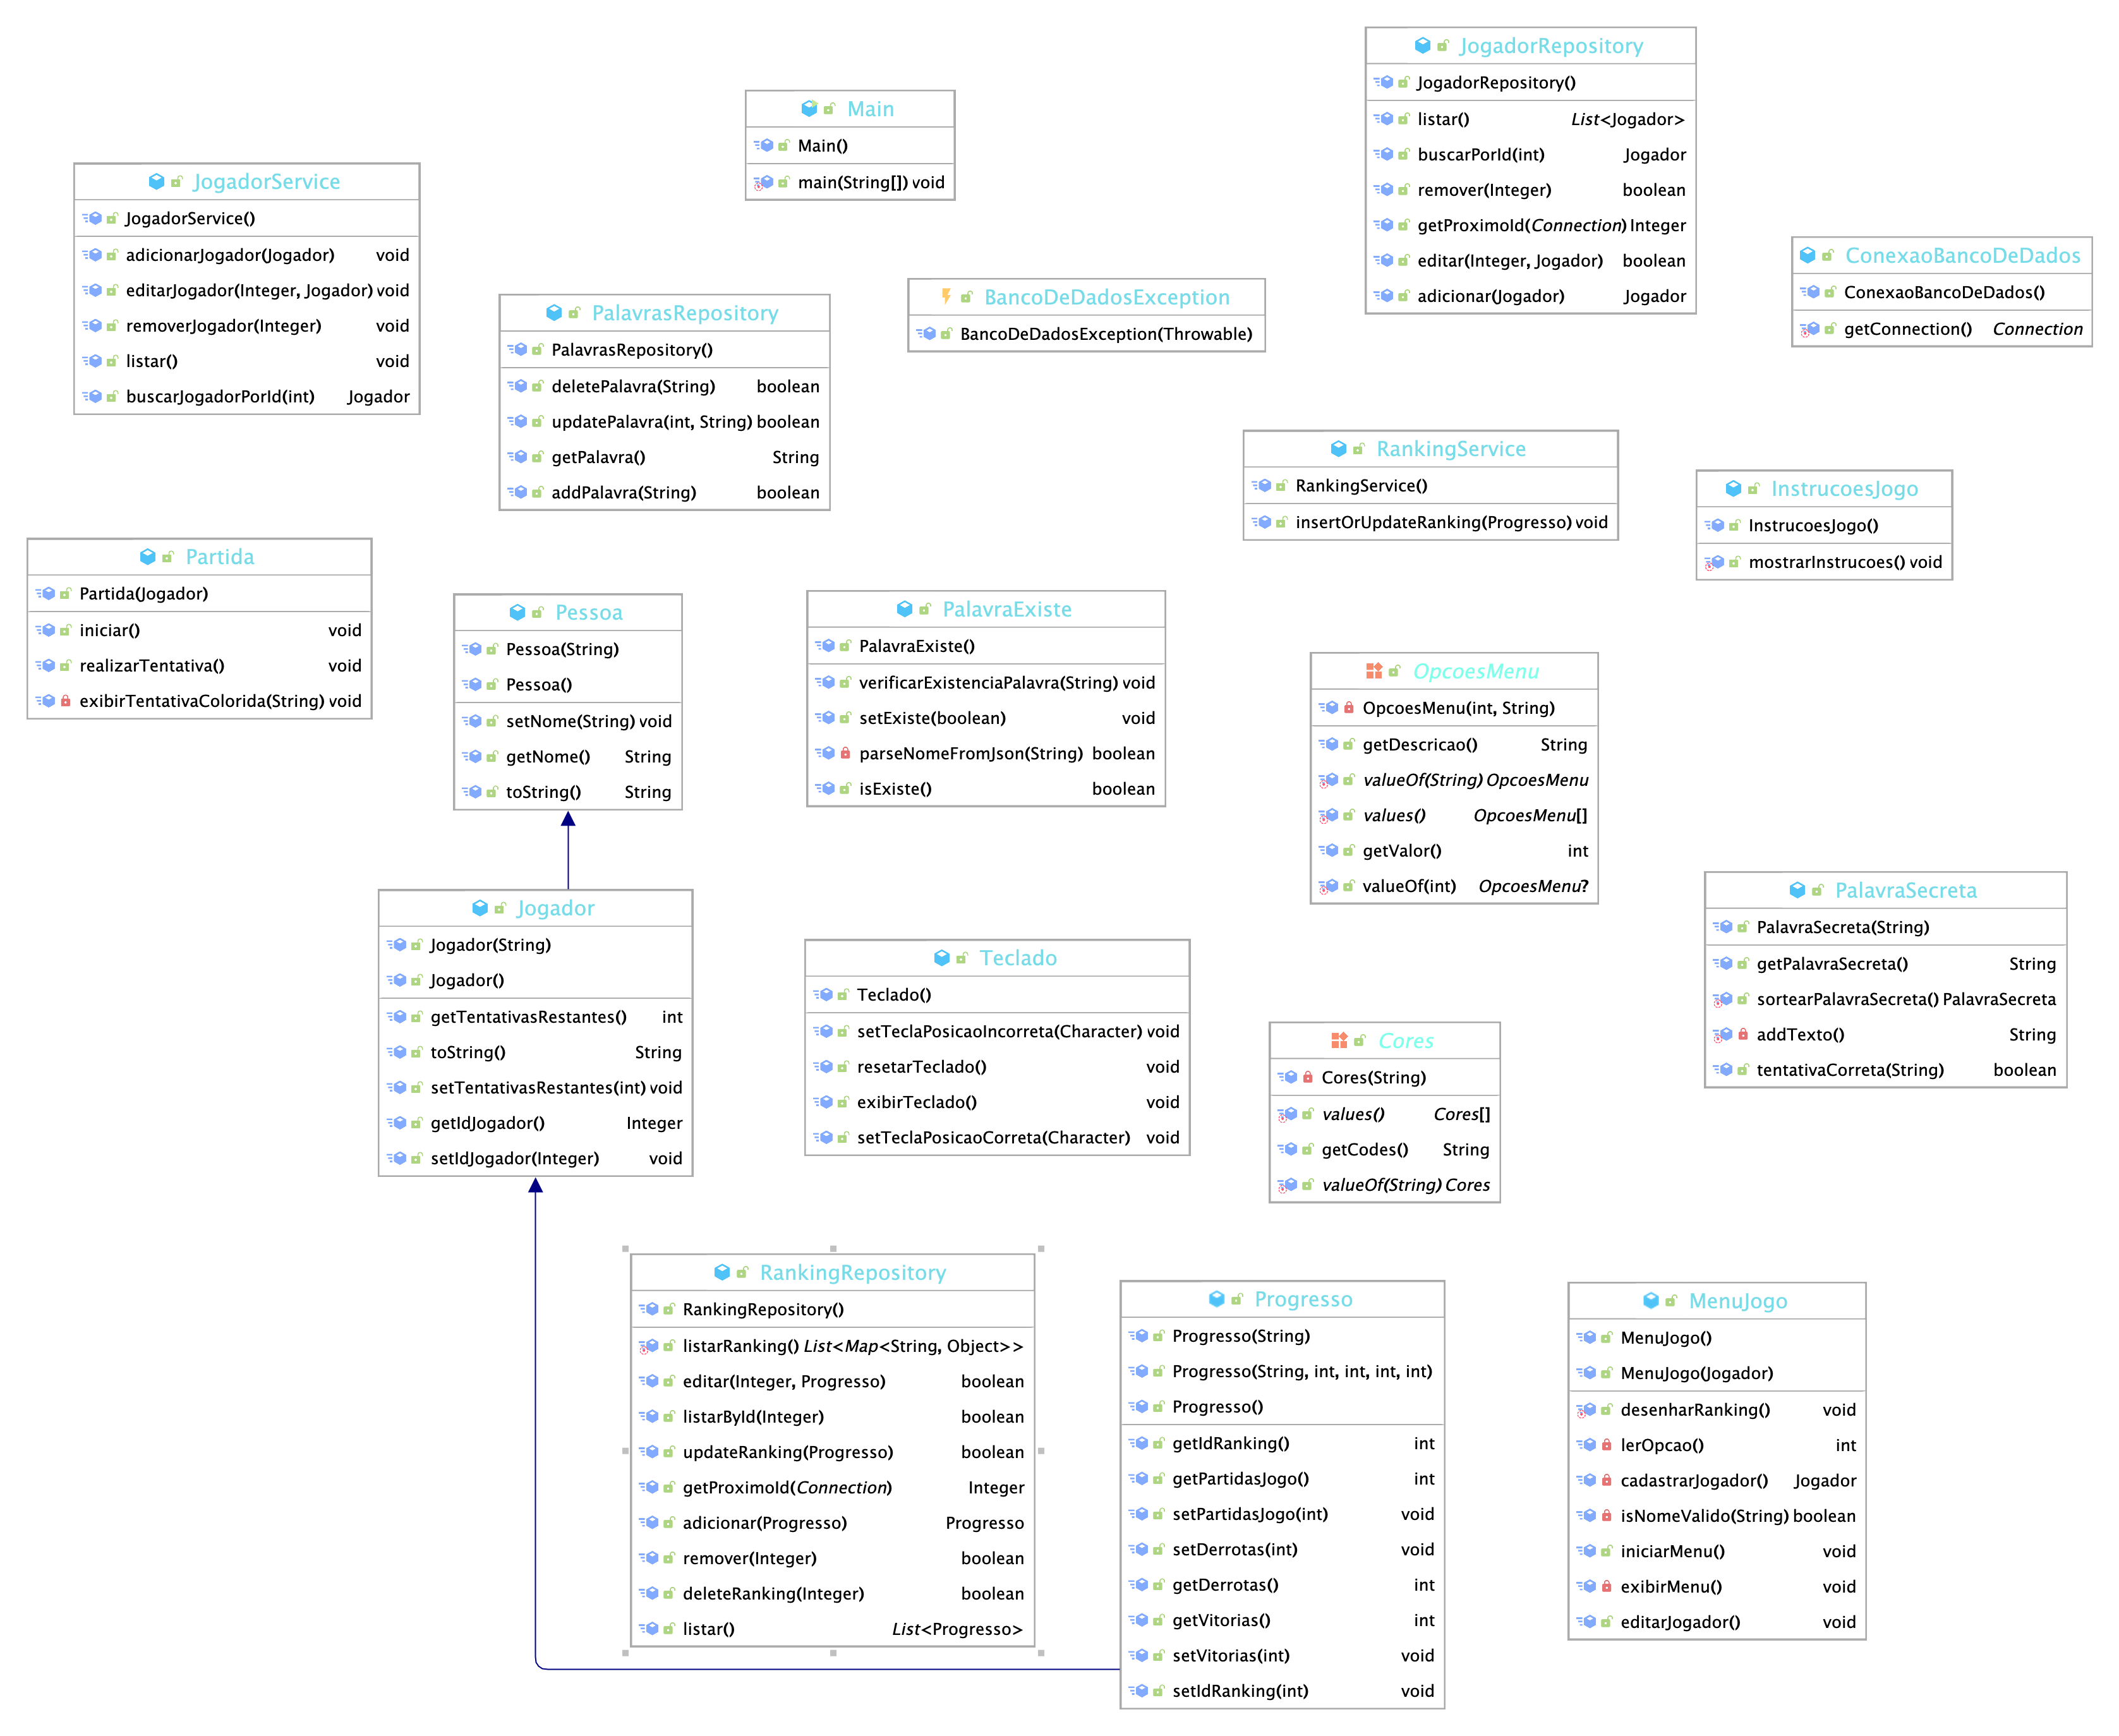 JogadorRepository
JogadorRepository()
listar() List<Jogador>
buscarPorId(int) Jogador
remover(Integer) boolean
getProximoId(Connection) Integer
editar(Integer, Jogador) boolean
adicionar(Jogador) Jogador
Main
Main()
main(String[]) void
JogadorService
JogadorService()
adicionarJogador(Jogador) void
editarJogador(Integer, Jogador) void
removerJogador(Integer) void
listar() void
buscarJogadorPorId(int) Jogador
ConexaoBancoDeDados
ConexaoBancoDeDados()
getConnection() Connection
BancoDeDadosException
BancoDeDadosException(Throwable)
PalavrasRepository
PalavrasRepository()
deletePalavra(String) boolean
updatePalavra(int, String) boolean
getPalavra() String
addPalavra(String) boolean
RankingService
RankingService()
insertOrUpdateRanking(Progresso) void
InstrucoesJogo
InstrucoesJogo()
mostrarInstrucoes() void
Partida
Partida(Jogador)
iniciar() void
realizarTentativa() void
exibirTentativaColorida(String) void
Pessoa
Pessoa(String)
Pessoa()
setNome(String) void
getNome() String
toString() String
PalavraExiste
PalavraExiste()
verificarExistenciaPalavra(String) void
setExiste(boolean) void
parseNomeFromJson(String) boolean
isExiste() boolean
OpcoesMenu
OpcoesMenu(int, String)
getDescricao() String
valueOf(String) OpcoesMenu
values() OpcoesMenu[]
getValor() int
valueOf(int) OpcoesMenu?
PalavraSecreta
PalavraSecreta(String)
getPalavraSecreta() String
sortearPalavraSecreta() PalavraSecreta
addTexto() String
tentativaCorreta(String) boolean
Jogador
Jogador(String)
Jogador()
getTentativasRestantes() int
toString() String
setTentativasRestantes(int) void
getIdJogador() Integer
setIdJogador(Integer) void
Teclado
Teclado()
setTeclaPosicaoIncorreta(Character) void
resetarTeclado() void
exibirTeclado() void
setTeclaPosicaoCorreta(Character) void
Cores
Cores(String)
values() Cores[]
getCodes() String
valueOf(String) Cores
RankingRepository
RankingRepository()
listarRanking() List<Map<String, Object>>
editar(Integer, Progresso) boolean
listarById(Integer) boolean
updateRanking(Progresso) boolean
getProximoId(Connection) Integer
adicionar(Progresso) Progresso
remover(Integer) boolean
deleteRanking(Integer) boolean
listar() List<Progresso>
Progresso
Progresso(String)
Progresso(String, int, int, int, int)
Progresso()
getIdRanking() int
getPartidasJogo() int
setPartidasJogo(int) void
setDerrotas(int) void
getDerrotas() int
getVitorias() int
setVitorias(int) void
setIdRanking(int) void
MenuJogo
MenuJogo()
MenuJogo(Jogador)
desenharRanking() void
lerOpcao() int
cadastrarJogador() Jogador
isNomeValido(String) boolean
iniciarMenu() void
exibirMenu() void
editarJogador() void